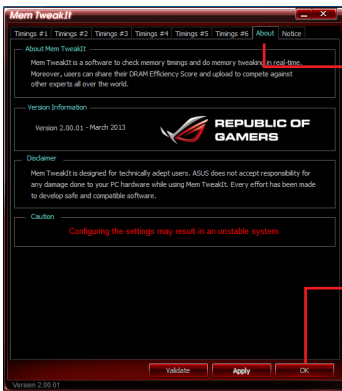 Mem TweakIt
Timings #1 Timings #2 Timings #3 Timings #4 Timings #5 Timings #6 About Notice
About Mem TweakIt
Mem TweakIt is a software to check memory timings and do memory tweaking in real-time.
Moreover, users can share their DRAM Efficiency Score and upload to compete against
other experts all over the world.
Version Information
Version 2.00.01 - March 2013
REPUBLIC OF
GAMERS
Disclaimer
Mem TweakIt is designed for technically adept users. ASUS does not accept responsibility for
any damage done to your PC hardware while using Mem TweakIt. Every effort has been made
to develop safe and compatible software.
Caution
Configuring the settings may result in an unstable system
Validate Apply OK
Version 2.00.01